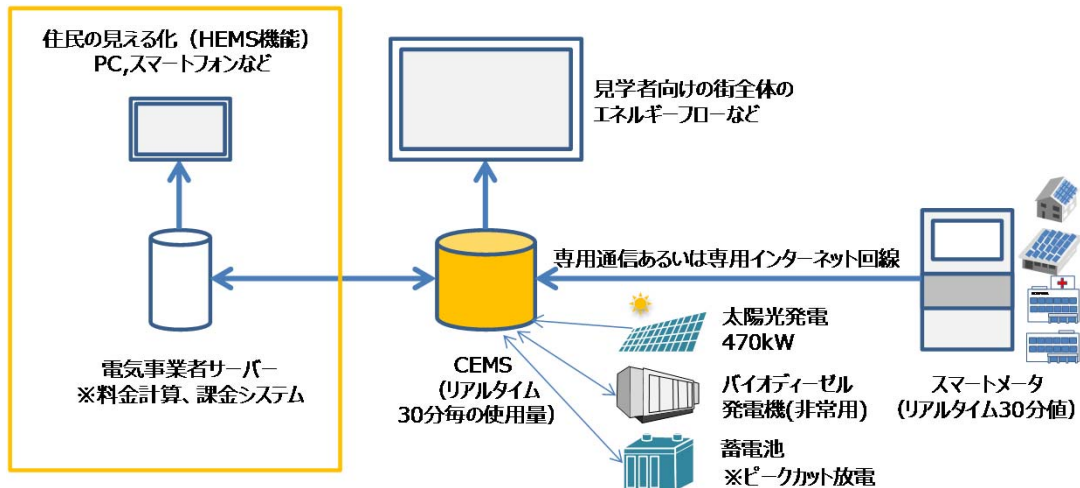 住民の見える化（HEMS機能）
PC,スマートフォンなど
見学者向けの街全体の
エネルギーフローなど
専用通信あるいは専用インターネット回線
太陽光発電
470kW
電気事業者サーバー
※料金計算、課金システム
CEMS
（リアルタイム
30分毎の使用量）
バイオディーゼル
発電機(非常用)
スマートメータ
（リアルタイム30分値）
蓄電池
※ピークカット放電